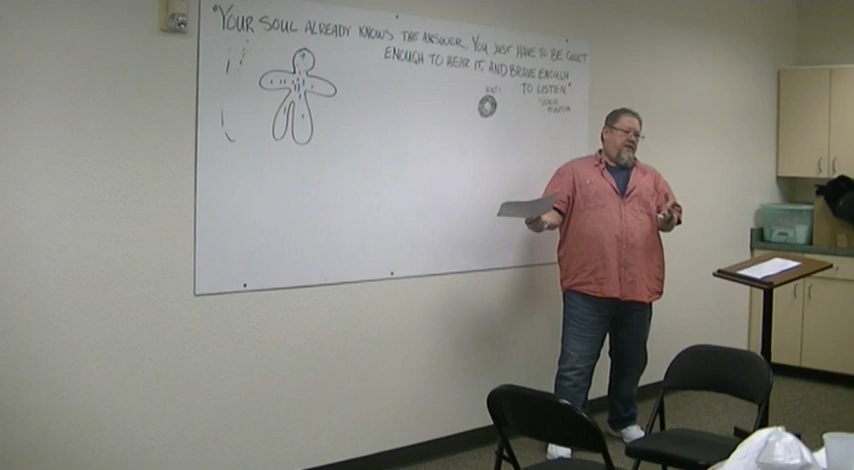 "YOUR SOUL ALREADY KNOWS THE ANSWER. YOU JUST HAVE TO BE QUIET
ENOUGH TO HEAR IT, AND BRAVE ENOUGH
TO LISTEN."